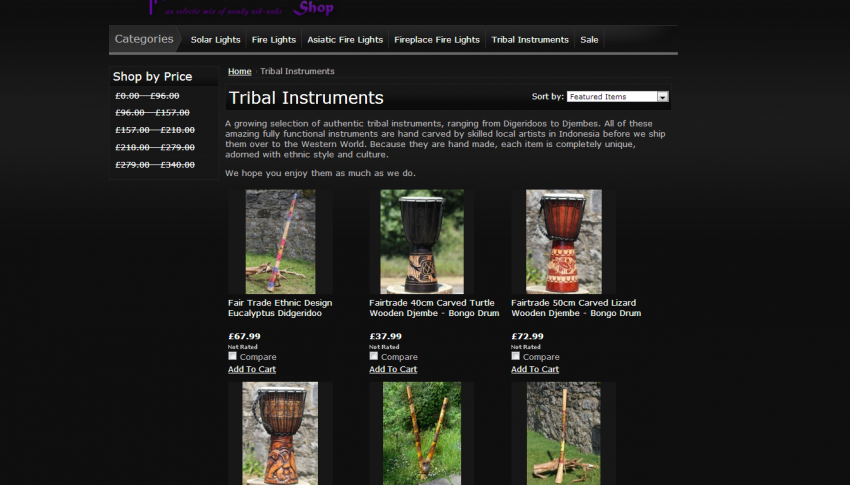 an eclectic mix of
Shop
Categories
Solar Lights
Fire Lights
Asiatic Fire Lights
Fireplace Fire Lights
Tribal Instruments
Sale
Shop by Price
£0.00 - £96.00
£96.00 - £157.00
£157.00 - £218.00
£218.00 - £279.00
£279.00 - £340.00
Home · Tribal Instruments
Tribal Instruments
Sort by: Featured Items
A growing selection of authentic tribal instruments, ranging from Digeridoos to Djembes. All of these
amazing fully functional instruments are hand carved by skilled local artists in Indonesia before we ship
them over to the Western World. Because they are hand made, each item is completely unique,
adorned with ethnic style and culture.
We hope you enjoy them as much as we do.
Fair Trade Ethnic Design
Eucalyptus Didgeridoo
£67.99
Not Rated
Compare
Add To Cart
Fairtrade 40cm Carved Turtle
Wooden Djembe - Bongo Drum
£37.99
Not Rated
Compare
Add To Cart
Fairtrade 50cm Carved Lizard
Wooden Djembe - Bongo Drum
£72.99
Not Rated
Compare
Add To Cart